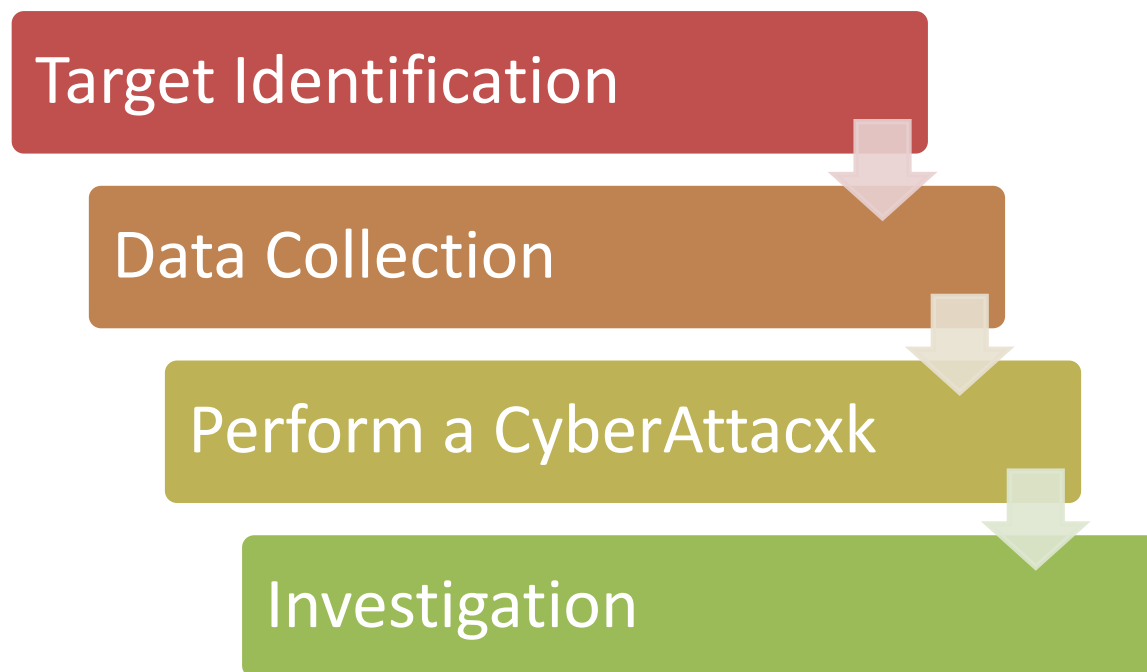 Target Identification
Data Collection
Perform a CyberAttacxk
Investigation